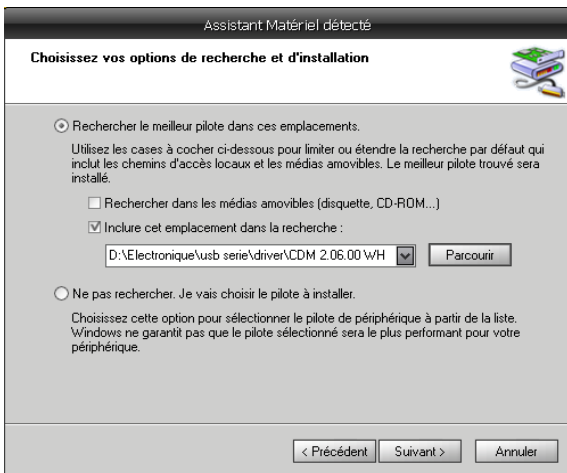 Assistant Matériel détecté
Choisissez vos options de recherche et d'installation
Rechercher le meilleur pilote dans ces emplacements.
Utilisez les cases à cocher ci-dessous pour limiter ou étendre la recherche par défaut qui
inclut les chemins d'accès locaux et les médias amovibles. Le meilleur pilote trouvé sera
installé.
Rechercher dans les médias amovibles (disquette, CD-ROM...)
Inclure cet emplacement dans la recherche :
D:\Electronique\usb serie\driver\CDM 2.06.00 WH
Parcourir
Ne pas rechercher. Je vais choisir le pilote à installer.
Choisissez cette option pour sélectionner le pilote de périphérique à partir de la liste.
Windows ne garantit pas que le pilote sélectionné sera le plus performant pour votre
périphérique.
< Précédent
Suivant >
Annuler